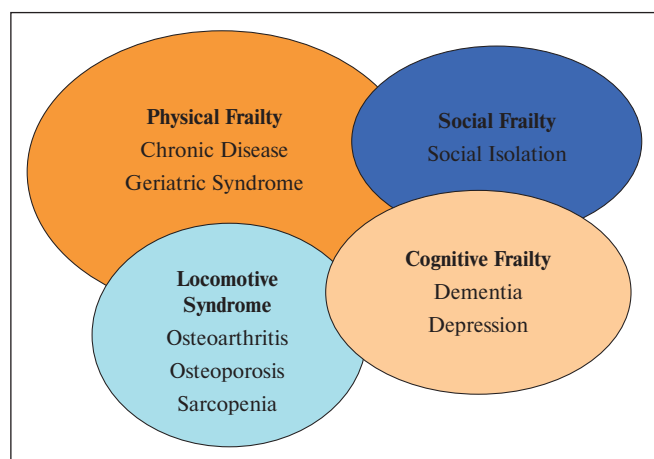 Physical Frailty
Chronic Disease
Geriatric Syndrome
Social Frailty
Social Isolation
Locomotive
Syndrome
Osteoarthritis
Osteoporosis
Sarcopenia
Cognitive Frailty
Dementia
Depression